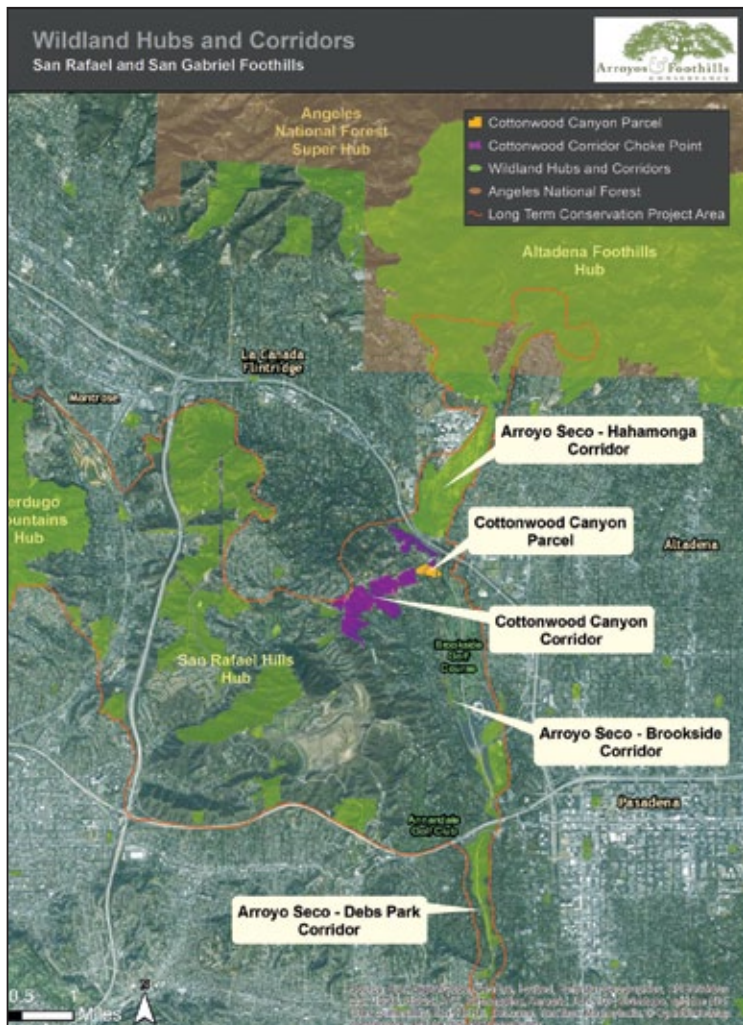 Wildland Hubs and Corridors
San Rafael and San Gabriel Foothills
Arroyos & Foothills
CONSERVANCY
Angeles
National Forest
Super Hub
Cottonwood Canyon Parcel
Cottonwood Corridor Choke Point
Wildland Hubs and Corridors
Angeles National Forest
Long Term Conservation Project Area
Altadena Foothills
Hub
La Canada
Flintridge
Montrose
Arroyo Seco - Hahamonga
Corridor
erdugo
ountains
Hub
Cottonwood Canyon
Parcel
Altadena
Cottonwood Canyon
Corridor
San Rafael Hills
Hub
Brookside
Golf
Course
Arroyo Seco - Brookside
Corridor
Pasadena
Annandale
Golf Club
Arroyo Seco - Debs Park
Corridor
0.5 1
Miles
N